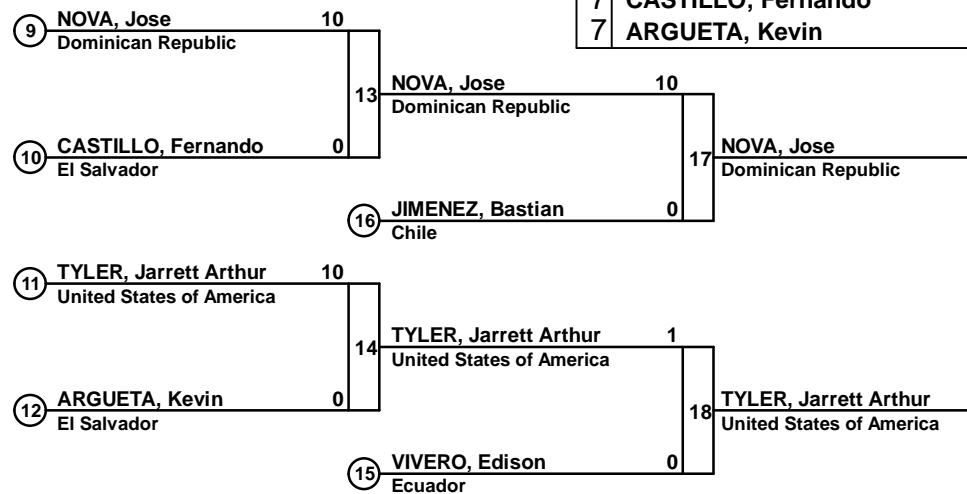 7 CASTILLO, Fernando
7 ARGUETA, Kevin
9 NOVA, Jose 10
Dominican Republic
13
NOVA, Jose 10
Dominican Republic
10 CASTILLO, Fernando 0
El Salvador
17
NOVA, Jose
Dominican Republic
16 JIMENEZ, Bastian 0
Chile
11 TYLER, Jarrett Arthur 10
United States of America
14
TYLER, Jarrett Arthur 1
United States of America
12 ARGUETA, Kevin 0
El Salvador
18
TYLER, Jarrett Arthur
United States of America
15 VIVERO, Edison 0
Ecuador